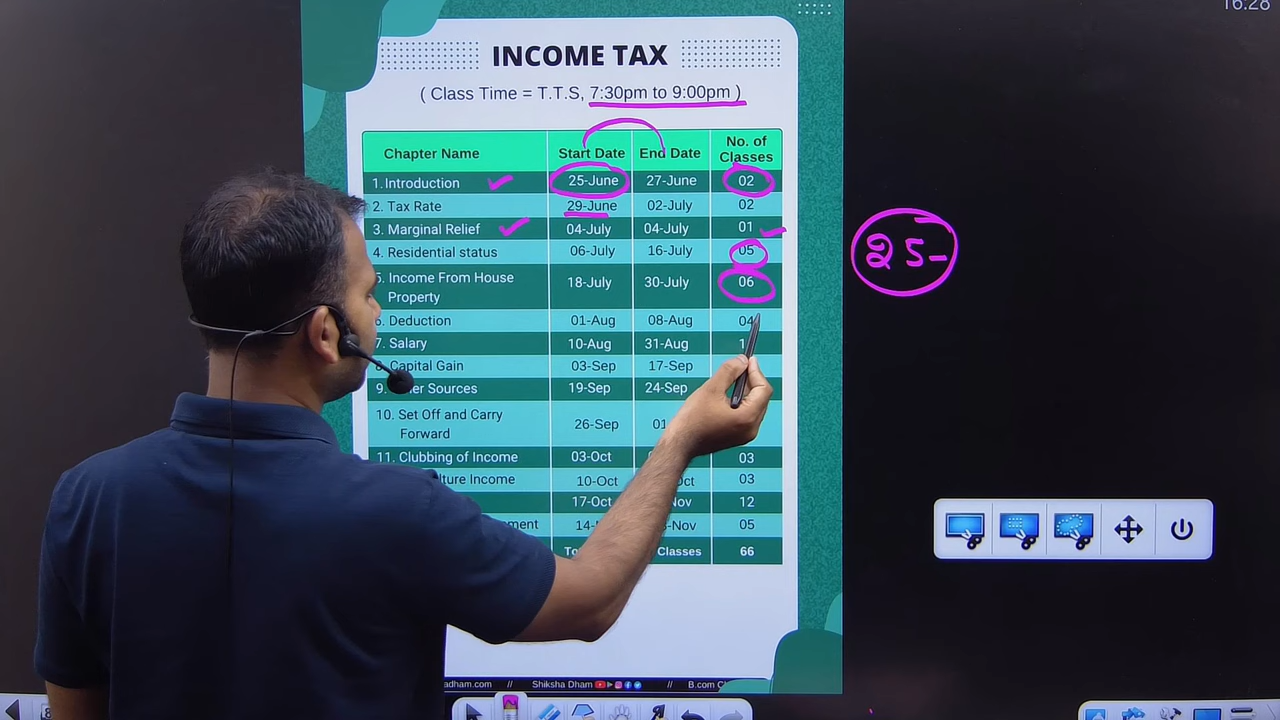 16:28
INCOME TAX
( Class Time = T.T.S, 7:30pm to 9:00pm )
Chapter Name Start Date End Date No. of Classes
1. Introduction 25-June 27-June 02
2. Tax Rate 29-June 02-July 02
3. Marginal Relief 04-July 04-July 01
4. Residential status 06-July 16-July 05
Income From House
Property 18-July 30-July 06
Deduction 01-Aug 08-Aug 04
7. Salary 10-Aug 31-Aug
Capital Gain 03-Sep 17-Sep
9. Sources 19-Sep 24-Sep
10. Set Off and Carry
Forward 26-Sep 01
11. Clubbing of Income 03-Oct 03
Income 10-Oct 03
17-Oct Nov 12
Nov 05
Classes 66
25-
Shiksha Dham // B.com